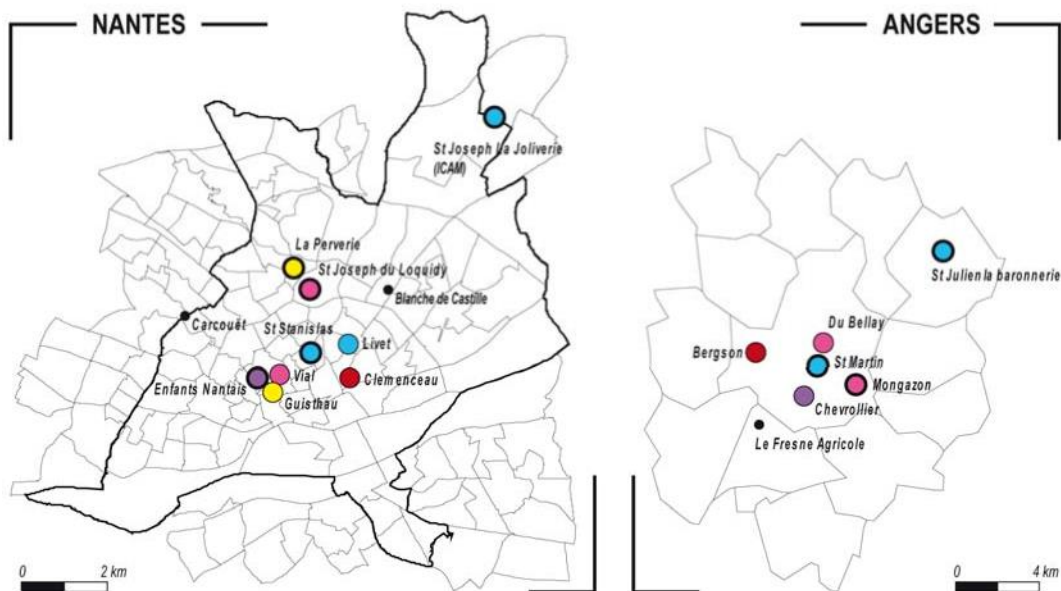 NANTES
St Joseph La Joliverie
(ICAM)
La Perverie
St Joseph du Loquidy
Blanche de Castille
Carcouët
St Stanislas
Livet
Vial
Enfants Nantais
Clemenceau
Guisthau
0 2 km
ANGERS
St Julien la baronnerie
Du Bellay
Bergson
St Martin
Mongazon
Chevrollier
Le Fresne Agricole
0 4 km